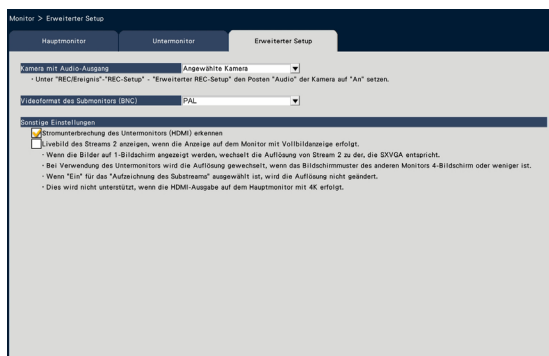 Monitor > Erweiterter Setup
Hauptmonitor
Untermonitor
Erweiterter Setup
Kamera mit Audio-Ausgang
Angewählte Kamera
・Unter "REC/Ereignis"-"REC-Setup" - "Erweiterter REC-Setup" den Posten "Audio" der Kamera auf "An" setzen.
Videoformat des Submonitors (BNC)
PAL
Sonstige Einstellungen
Stromunterbrechung des Untermonitors (HDMI) erkennen
Livebild des Streams 2 anzeigen, wenn die Anzeige auf dem Monitor mit Vollbildanzeige erfolgt.
・Wenn die Bilder auf 1-Bildschirm angezeigt werden, wechselt die Auflösung von Stream 2 zu der, die SXVGA entspricht.
・Bei Verwendung des Untermonitors wird die Auflösung gewechselt, wenn das Bildschirmmuster des anderen Monitors 4-Bildschirm oder weniger ist.
・Wenn "Ein" für das "Aufzeichnung des Substreams" ausgewählt ist, wird die Auflösung nicht geändert.
・Dies wird nicht unterstützt, wenn die HDMI-Ausgabe auf dem Hauptmonitor mit 4K erfolgt.